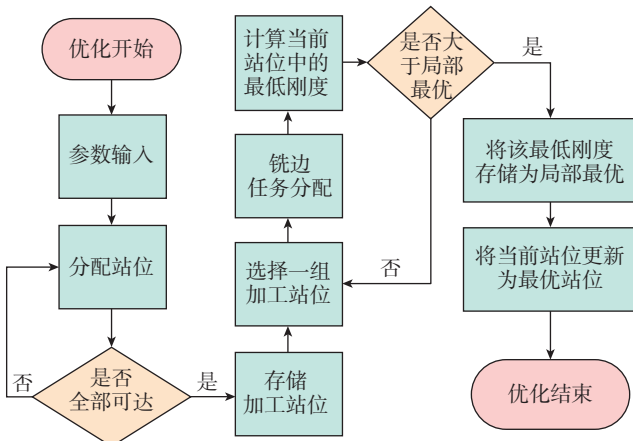 优化开始
参数输入
分配站位
是否
全部可达
否
是
存储
加工站位
选择一组
加工站位
铣边
任务分配
计算当前
站位中的
最低刚度
是否大
于局部
最优
否
是
将该最低刚度
存储为局部最优
将当前站位更新
为最优站位
优化结束